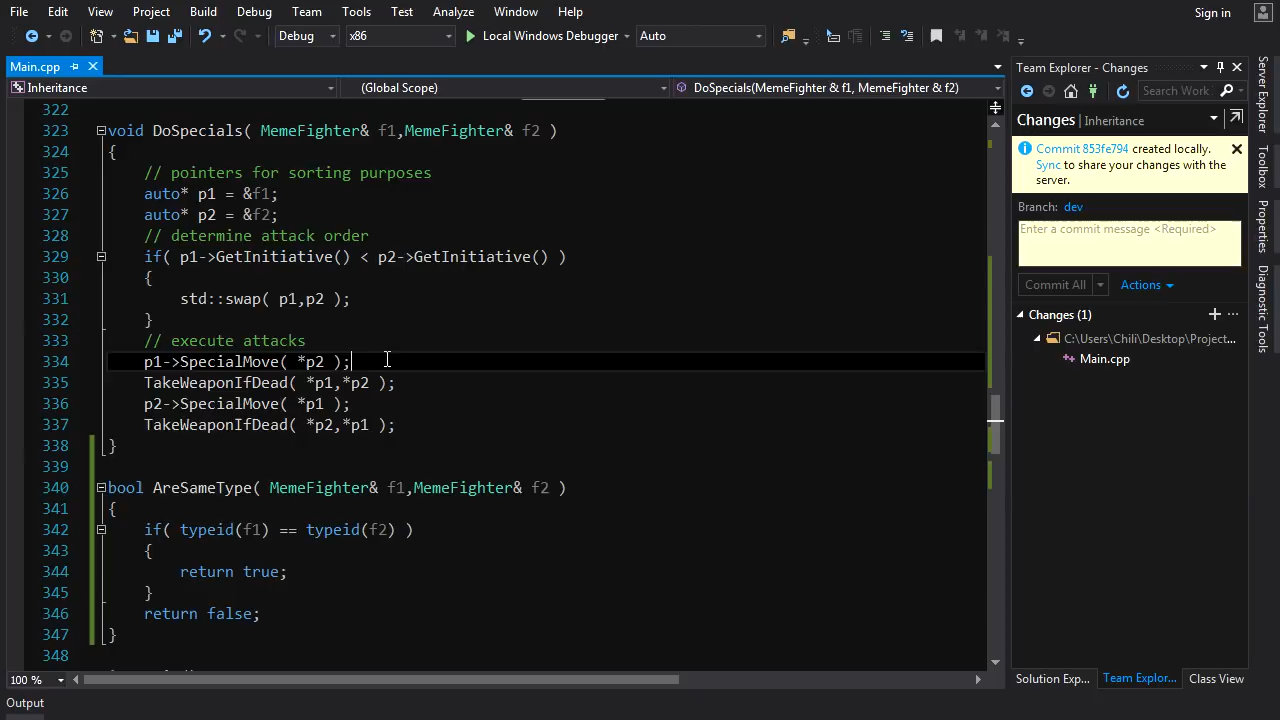 File Edit View Project Build Debug Team Tools Test Analyze Window Help Sign in
Debug x86 Local Windows Debugger Auto
Main.cpp
Inheritance (Global Scope) DoSpecials(MemeFighter & f1, MemeFighter & f2)
322
323 void DoSpecials( MemeFighter& f1,MemeFighter& f2 )
324 {
325 // pointers for sorting purposes
326 auto* p1 = &f1;
327 auto* p2 = &f2;
328 // determine attack order
329 if( p1->GetInitiative() < p2->GetInitiative() )
330 {
331 std::swap( p1,p2 );
332 }
333 // execute attacks
334 p1->SpecialMove( *p2 );
335 TakeWeaponIfDead( *p1,*p2 );
336 p2->SpecialMove( *p1 );
337 TakeWeaponIfDead( *p2,*p1 );
338 }
339
340 bool AreSameType( MemeFighter& f1,MemeFighter& f2 )
341 {
342 if( typeid(f1) == typeid(f2) )
343 {
344 return true;
345 }
346 return false;
347 }
348
100 %
Output
Team Explorer - Changes
Search Work
Changes | Inheritance
Commit 853fe794 created locally.
Sync to share your changes with the
server.
Branch: dev
Enter a commit message <Required>
Commit All Actions
Changes (1)
C:\Users\Chili\Desktop\Project...
Main.cpp
Solution Exp... Team Explor... Class View
Server Explorer
Toolbox
Properties
Diagnostic Tools